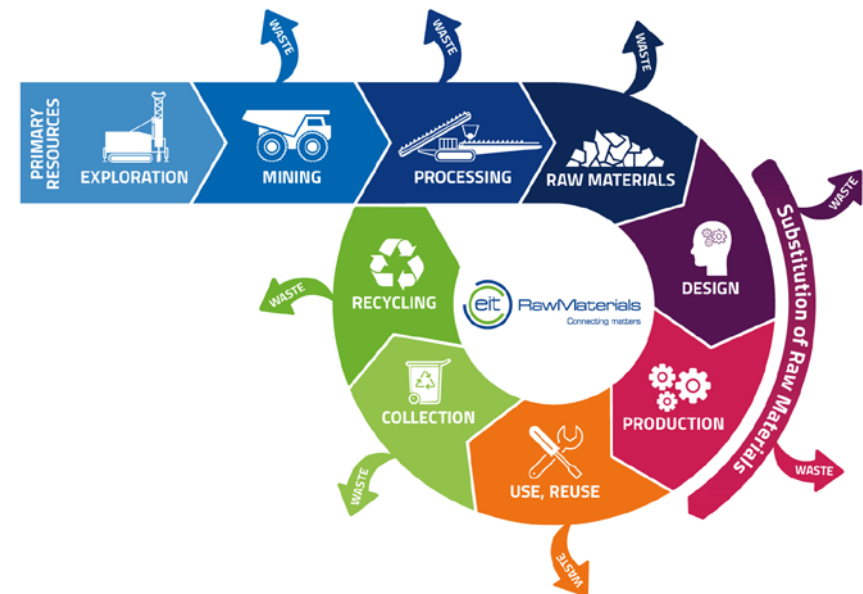 WASTE
WASTE
WASTE
PRIMARY
RESOURCES
EXPLORATION
MINING
PROCESSING
RAW MATERIALS
WASTE
Substitution of Raw Materials
DESIGN
WASTE
RECYCLING
eit RawMaterials
Connecting matters
COLLECTION
PRODUCTION
USE, REUSE
WASTE
WASTE
WASTE